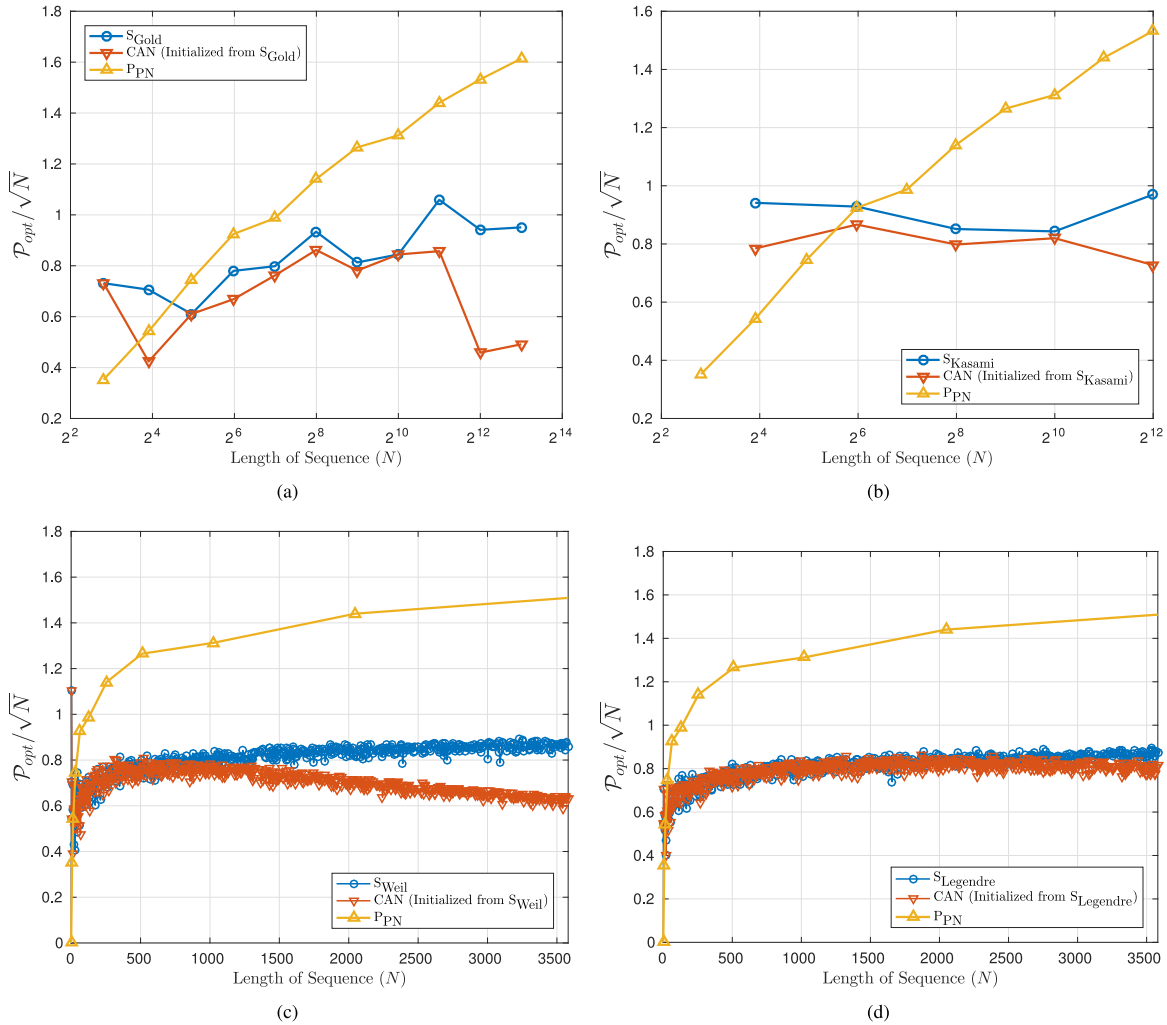 1.8
1.6
1.4
1.2
1
0.8
0.6
0.4
0.2
𝒫_opt/√N
S_Gold
CAN (Initialized from S_Gold)
P_PN
2^2 2^4 2^6 2^8 2^10 2^12 2^14
Length of Sequence (N)
(a)
1.6
1.4
1.2
1
0.8
0.6
0.4
0.2
𝒫_opt/√N
S_Kasami
CAN (Initialized from S_Kasami)
P_PN
2^2 2^4 2^6 2^8 2^10 2^12
Length of Sequence (N)
(b)
1.8
1.6
1.4
1.2
1
0.8
0.6
0.4
0.2
0
𝒫_opt/√N
S_Weil
CAN (Initialized from S_Weil)
P_PN
0 500 1000 1500 2000 2500 3000 3500
Length of Sequence (N)
(c)
1.8
1.6
1.4
1.2
1
0.8
0.6
0.4
0.2
0
𝒫_opt/√N
S_Legendre
CAN (Initialized from S_Legendre)
P_PN
0 500 1000 1500 2000 2500 3000 3500
Length of Sequence (N)
(d)